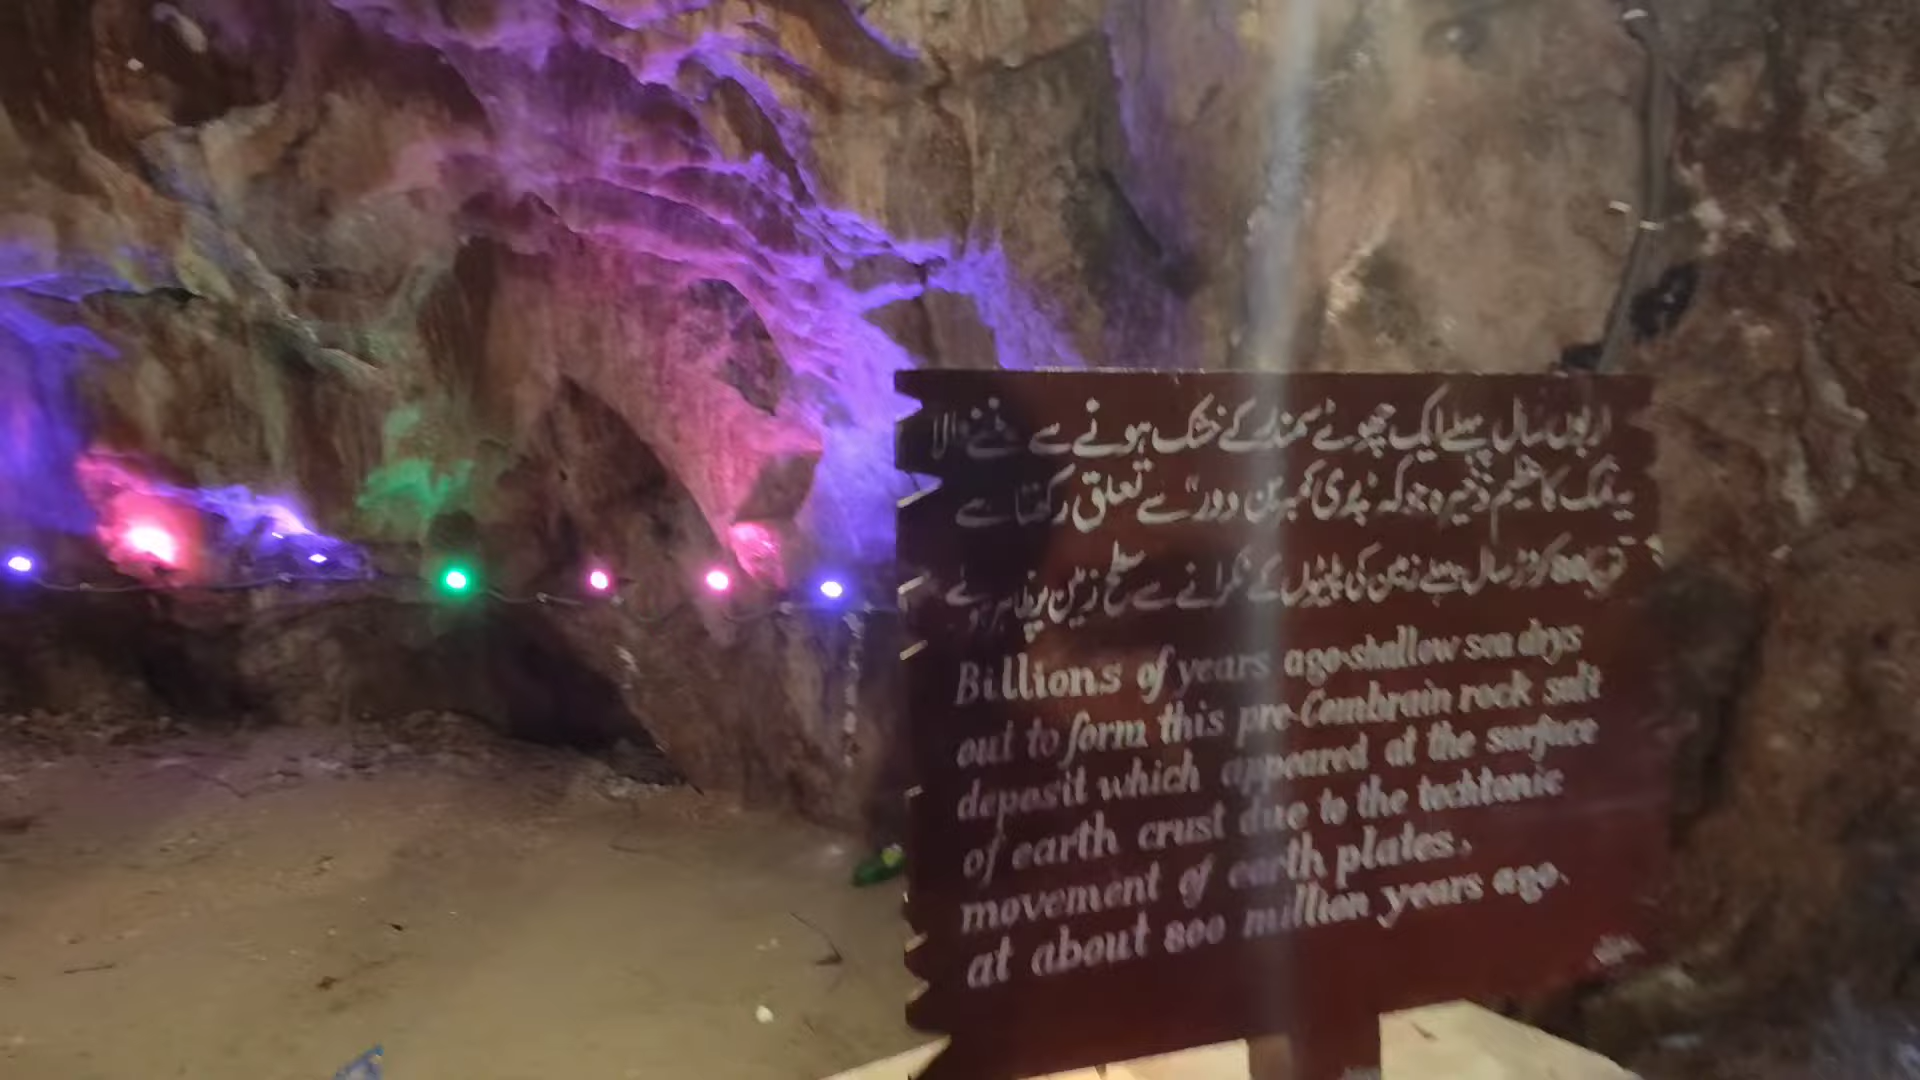 اربوں سال پہلے ایک چھوٹے سمندر کے خشک ہونے سے بننے والا
یہ نمک کا عظیم ذخیرہ جو کہ "پری کیمبرین دور" سے تعلق رکھتا ہے
تقریباً 80 کروڑ سال پہلے زمین کی پلیٹوں کے ٹکرانے سے سطح زمین پر ظاہر ہوئے
Billions of years ago shallow sea drys
out to form this pre-Cembrain rock salt
deposit which appeared at the surface
of earth crust due to the techtonic
movement of earth plates.
at about 800 million years ago.